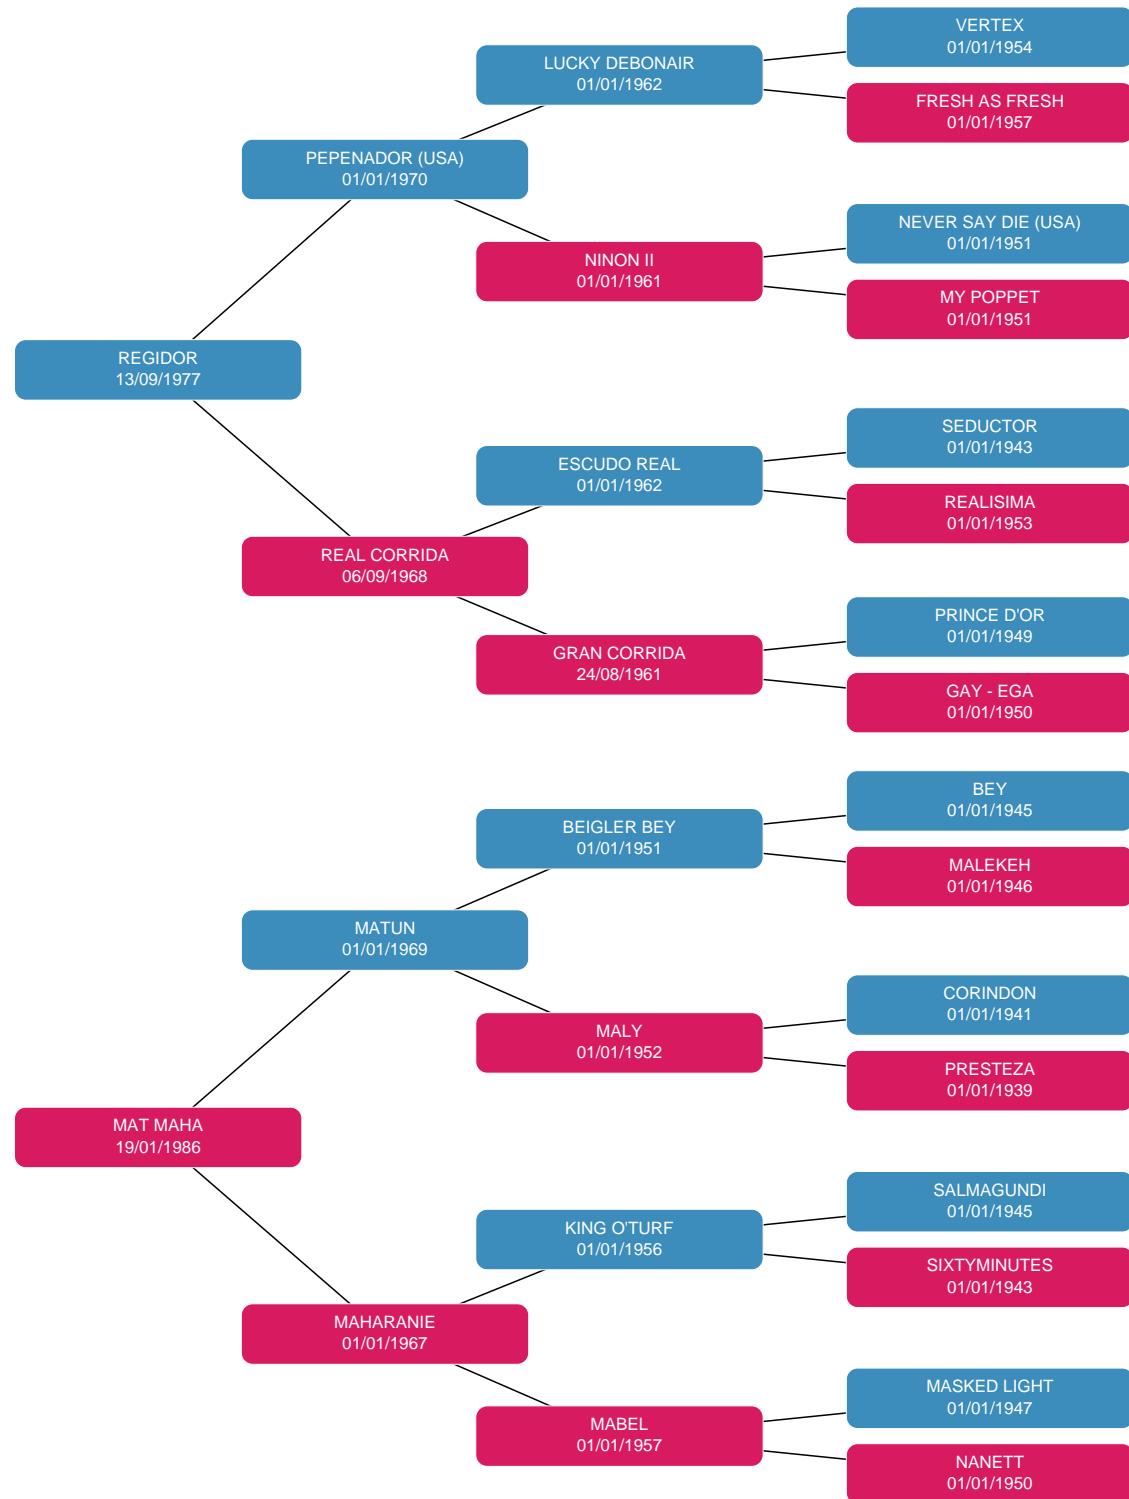 VERTEX
01/01/1954
LUCKY DEBONAIR
01/01/1962
FRESH AS FRESH
01/01/1957
PEPENADOR (USA)
01/01/1970
NEVER SAY DIE (USA)
01/01/1951
NINON II
01/01/1961
MY POPPET
01/01/1951
REGIDOR
13/09/1977
SEDUCTOR
01/01/1943
ESCUDO REAL
01/01/1962
REALISIMA
01/01/1953
REAL CORRIDA
06/09/1968
PRINCE D'OR
01/01/1949
GRAN CORRIDA
24/08/1961
GAY - EGA
01/01/1950
BEY
01/01/1945
BEIGLER BEY
01/01/1951
MALEKEH
01/01/1946
MATUN
01/01/1969
CORINDON
01/01/1941
MALY
01/01/1952
PRESTEZA
01/01/1939
MAT MAHA
19/01/1986
SALMAGUNDI
01/01/1945
KING O'TURF
01/01/1956
SIXTYMINUTES
01/01/1943
MAHARANIE
01/01/1967
MASKED LIGHT
01/01/1947
MABEL
01/01/1957
NANETT
01/01/1950